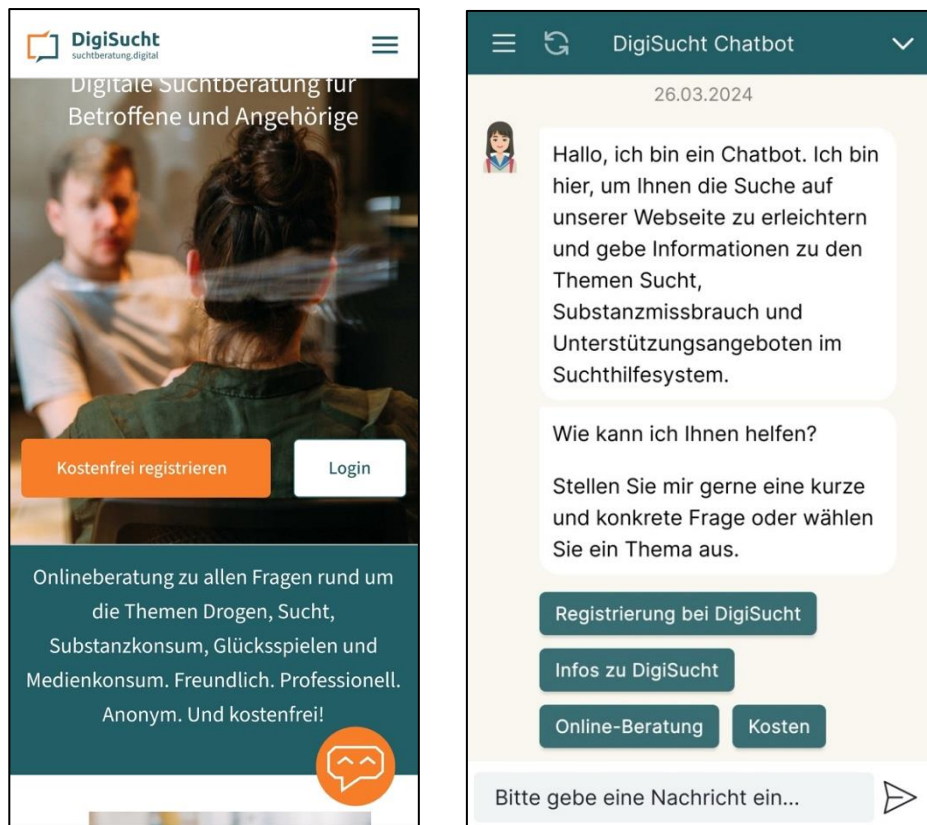 DigiSucht
suchtberatung.digital
Digitale Suchtberatung für
Betroffene und Angehörige
Kostenfrei registrieren
Login
Onlineberatung zu allen Fragen rund um
die Themen Drogen, Sucht,
Substanzkonsum, Glücksspielen und
Medienkonsum. Freundlich. Professionell.
Anonym. Und kostenfrei!
DigiSucht Chatbot
26.03.2024
Hallo, ich bin ein Chatbot. Ich bin
hier, um Ihnen die Suche auf
unserer Webseite zu erleichtern
und gebe Informationen zu den
Themen Sucht,
Substanzmissbrauch und
Unterstützungsangeboten im
Suchthilfesystem.
Wie kann ich Ihnen helfen?
Stellen Sie mir gerne eine kurze
und konkrete Frage oder wählen
Sie ein Thema aus.
Registrierung bei DigiSucht
Infos zu DigiSucht
Online-Beratung
Kosten
Bitte gebe eine Nachricht ein...